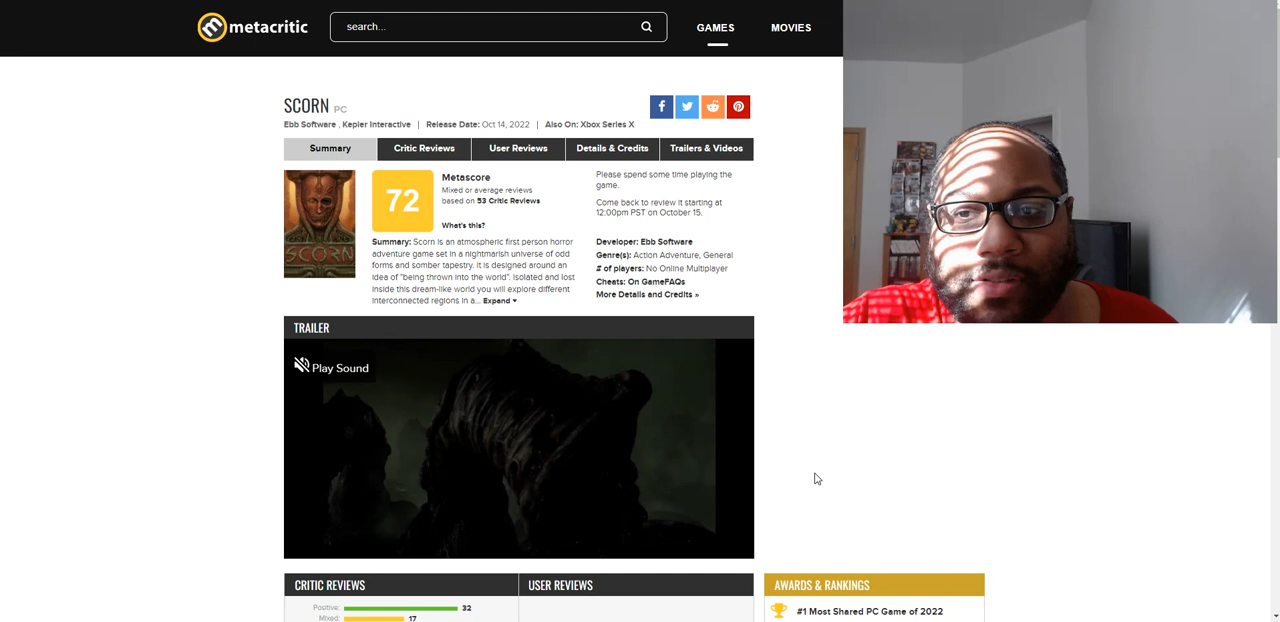 metacritic
search...
GAMES
MOVIES
SCORN PC
Ebb Software , Kepler Interactive | Release Date: Oct 14, 2022 | Also On: Xbox Series X
Summary
Critic Reviews
User Reviews
Details & Credits
Trailers & Videos
SCORN
72
Metascore
Mixed or average reviews
based on 53 Critic Reviews
What's this?
Summary: Scorn is an atmospheric first person horror
adventure game set in a nightmarish universe of odd
forms and somber tapestry. It is designed around an
idea of "being thrown into the world". Isolated and lost
inside this dream-like world you will explore different
interconnected regions in a... Expand
Please spend some time playing the
game.
Come back to review it starting at
12:00pm PST on October 15.
Developer: Ebb Software
Genre(s): Action Adventure, General
# of players: No Online Multiplayer
Cheats: On GameFAQs
More Details and Credits »
TRAILER
Play Sound
CRITIC REVIEWS
USER REVIEWS
AWARDS & RANKINGS
Positive: 32
Mixed: 17
#1 Most Shared PC Game of 2022